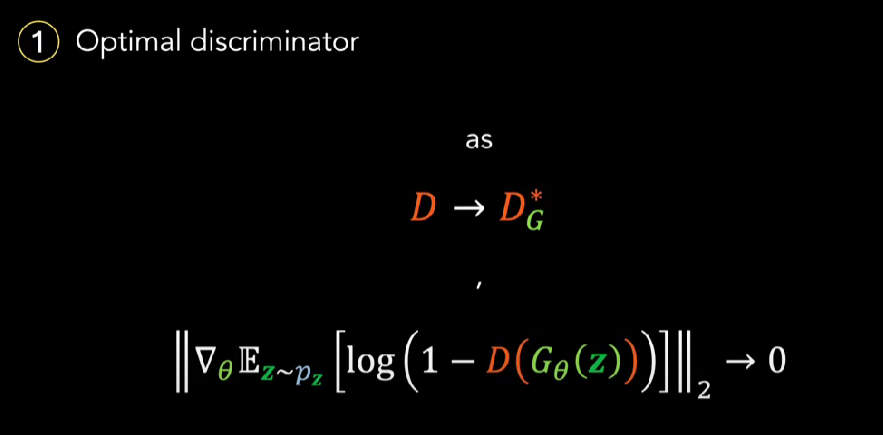 1 Optimal discriminator
as
D → D*_G
,
‖∇_θ 𝔼_{z~p_z} [log(1 − D(G_θ(z)))]‖_2 → 0